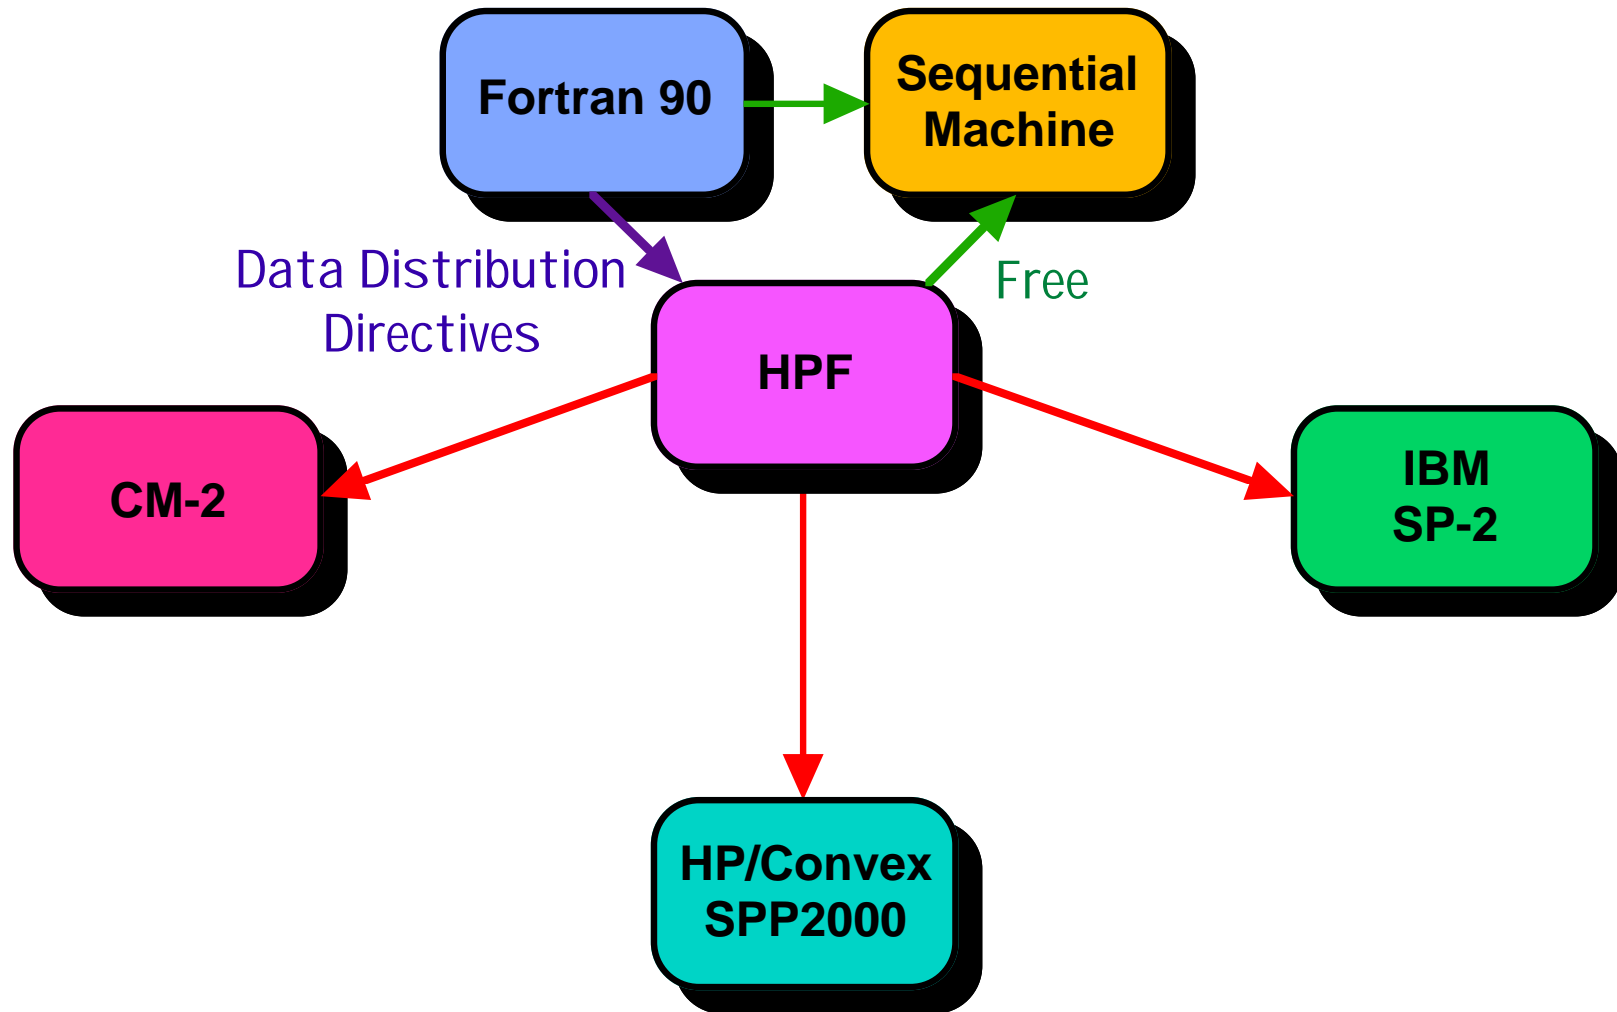 Fortran 90
Sequential
Machine
Data Distribution
Directives
Free
HPF
CM-2
IBM
SP-2
HP/Convex
SPP2000